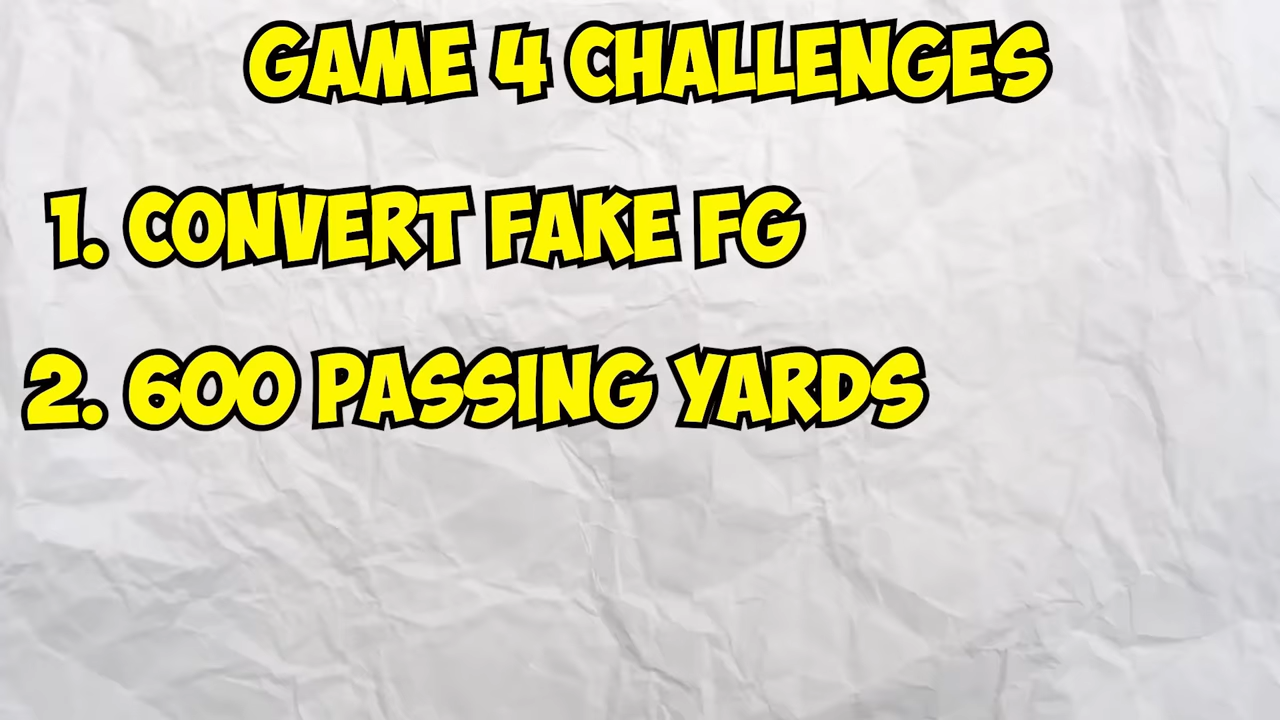 GAME 4 CHALLENGES
1. CONVERT FAKE FG
2. 600 PASSING YARDS